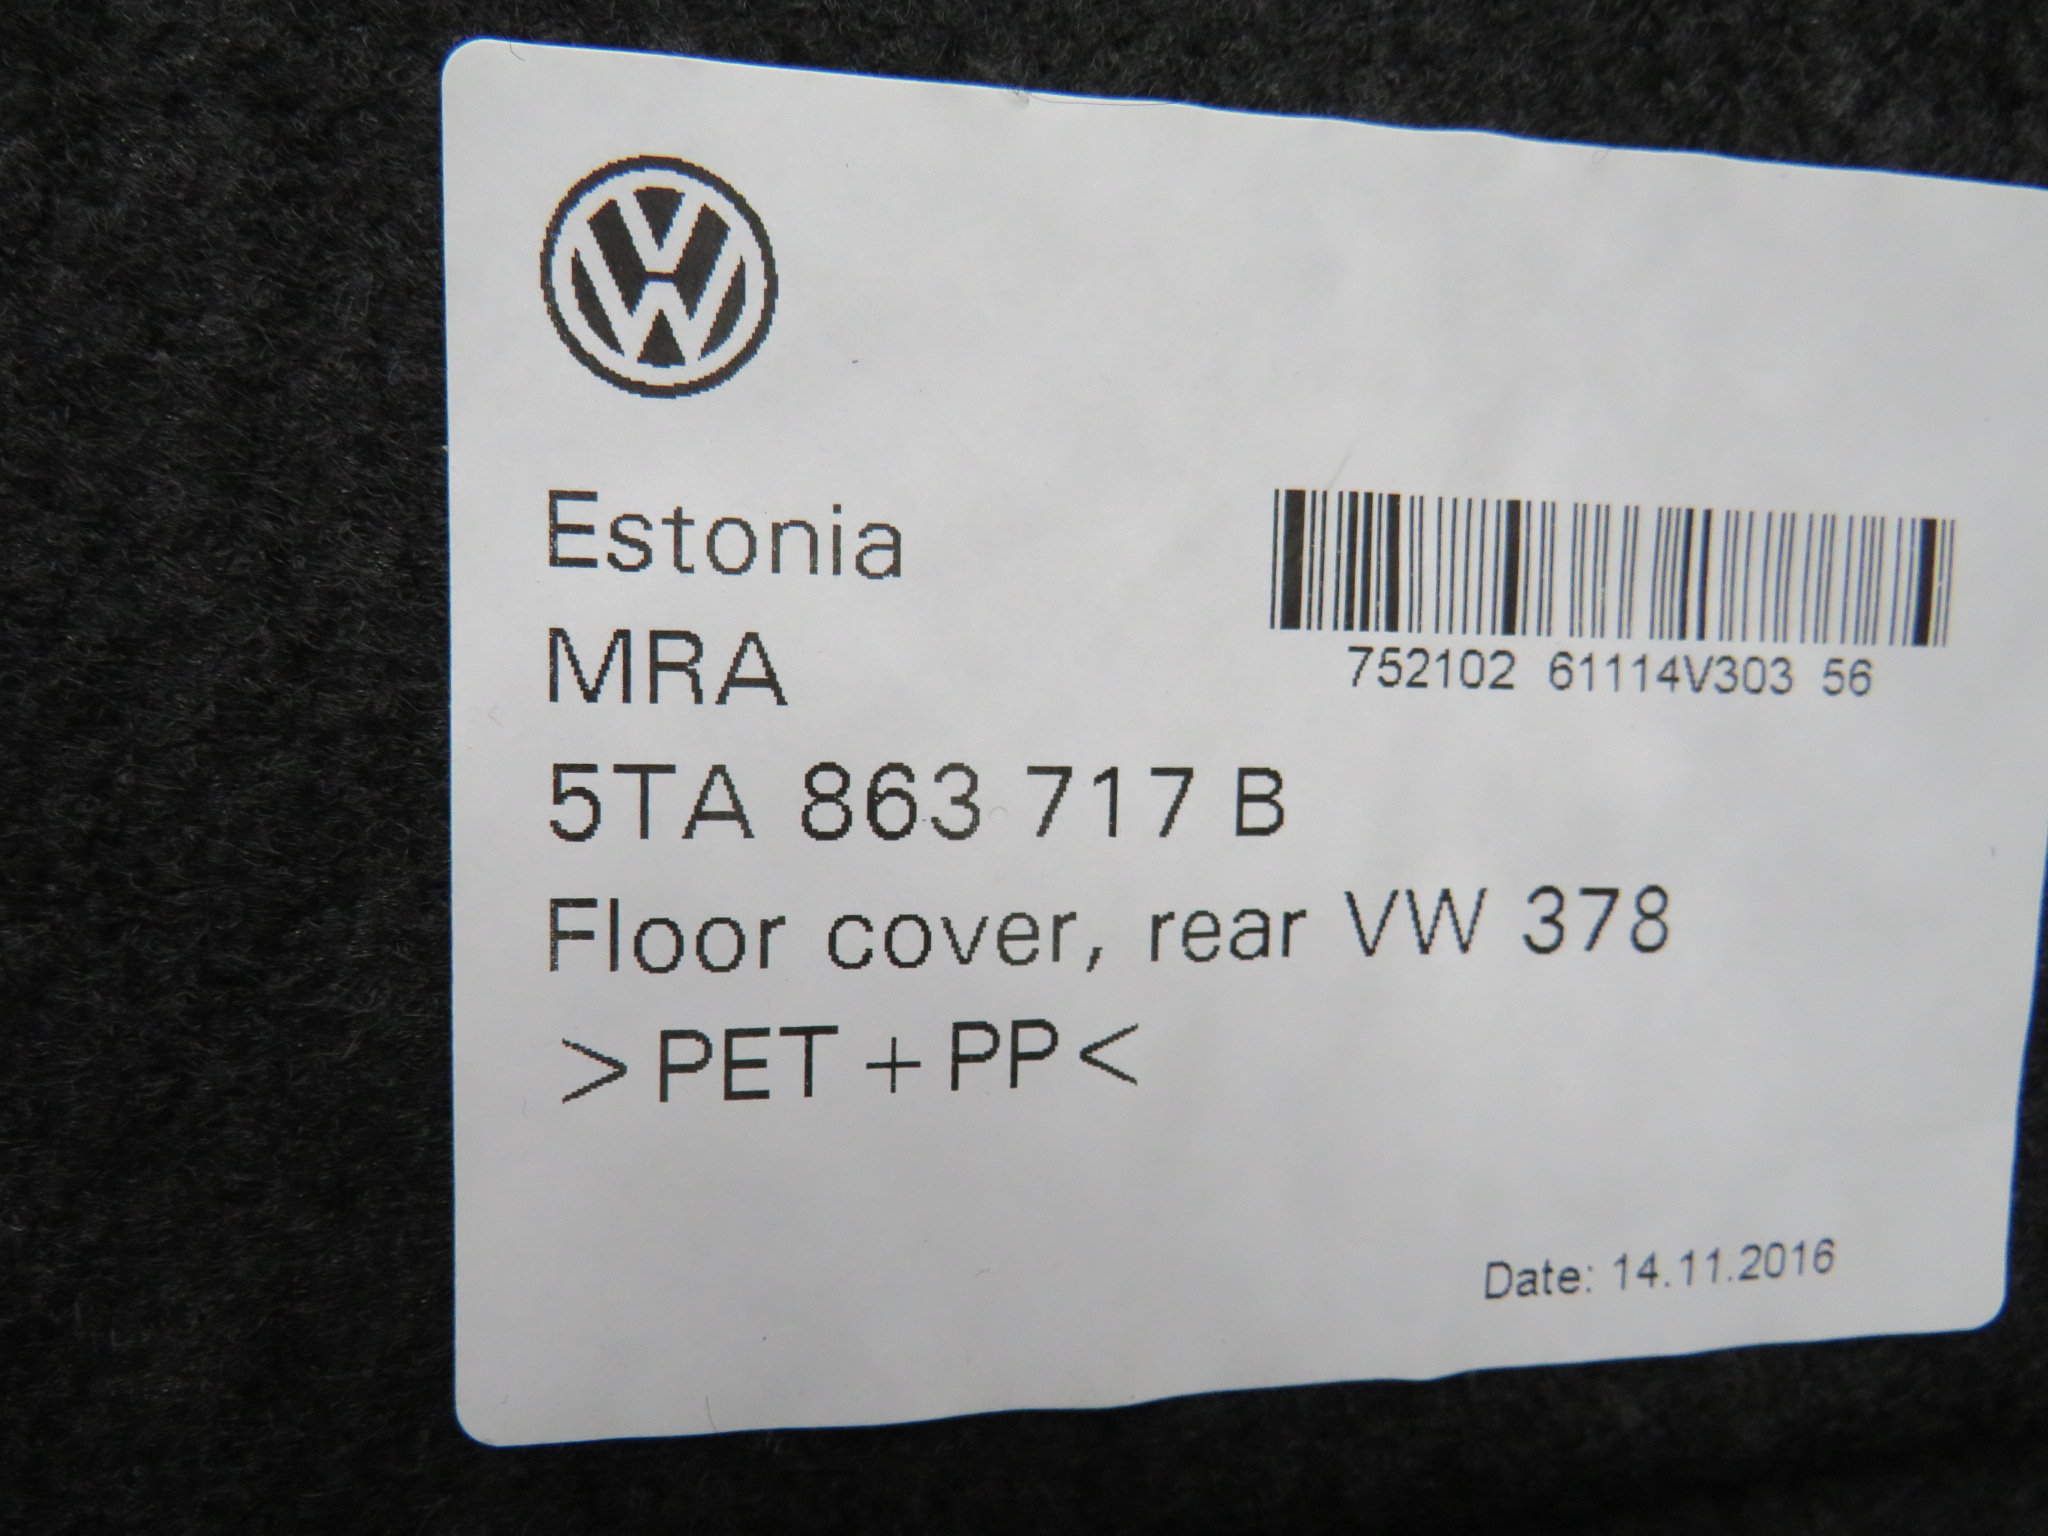 Estonia
752102 61114V303 56
MRA
5TA 863 717 B
Floor cover, rear VW 378
>PET+PP<
Date: 14.11.2016